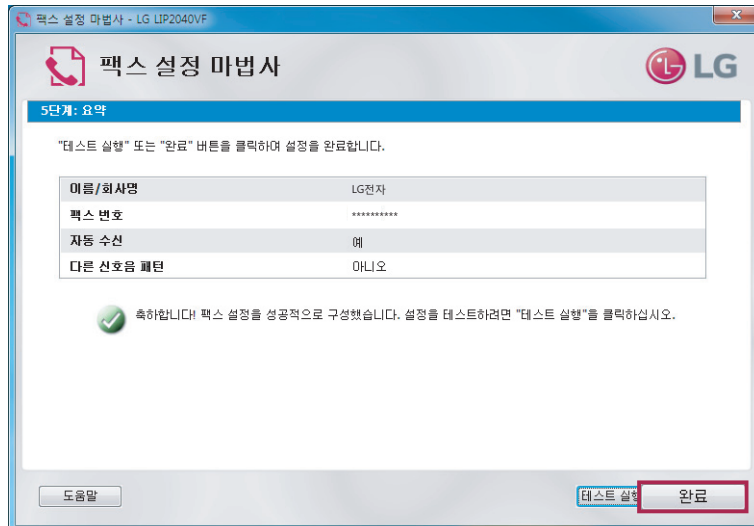 팩스 설정 마법사 - LG LIP2040VF
팩스 설정 마법사
LG
5단계: 요약
"테스트 실행" 또는 "완료" 버튼을 클릭하여 설정을 완료합니다.
이름/회사명 LG전자
팩스 번호 **********
자동 수신 예
다른 신호음 패턴 아니오
축하합니다! 팩스 설정을 성공적으로 구성했습니다. 설정을 테스트하려면 "테스트 실행"을 클릭하십시오.
도움말 테스트 실행 완료